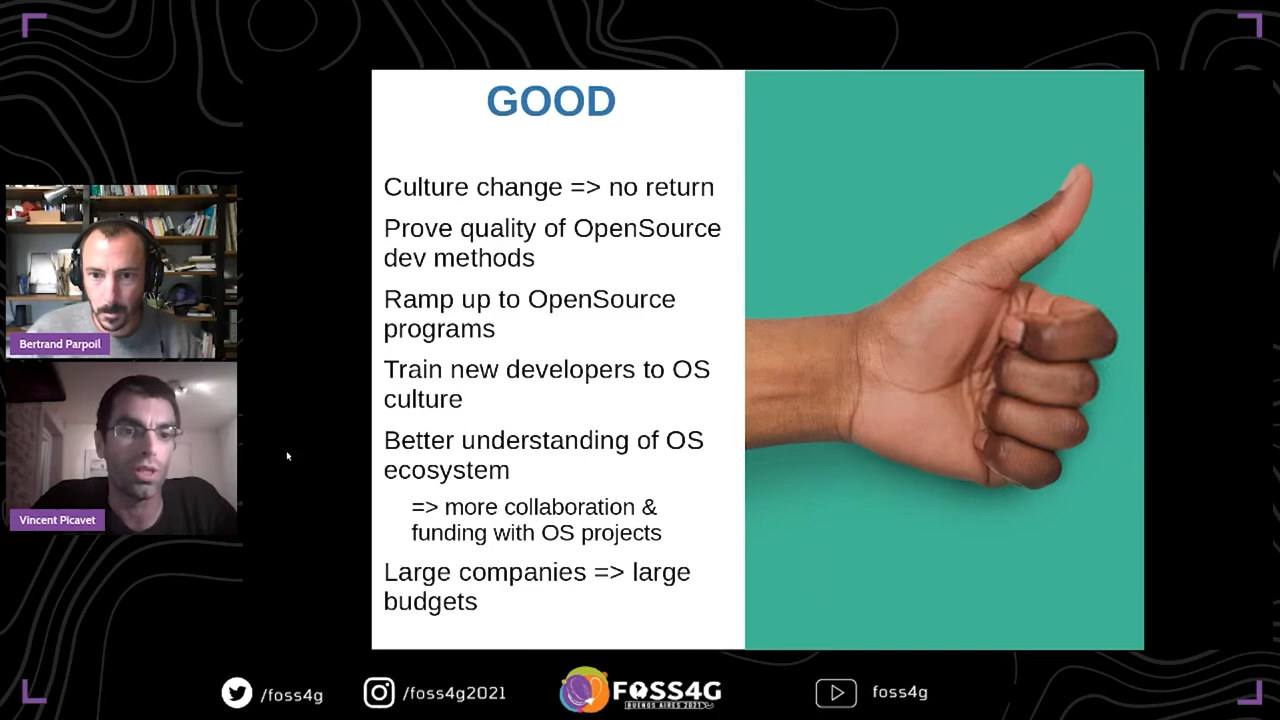 GOOD
Culture change => no return
Prove quality of OpenSource
dev methods
Ramp up to OpenSource
programs
Train new developers to OS
culture
Better understanding of OS
ecosystem
=> more collaboration &
funding with OS projects
Large companies => large
budgets
Bertrand Parpoil
Vincent Picavet
/foss4g
/foss4g2021
FOSS4G
BUENOS AIRES 2021
foss4g